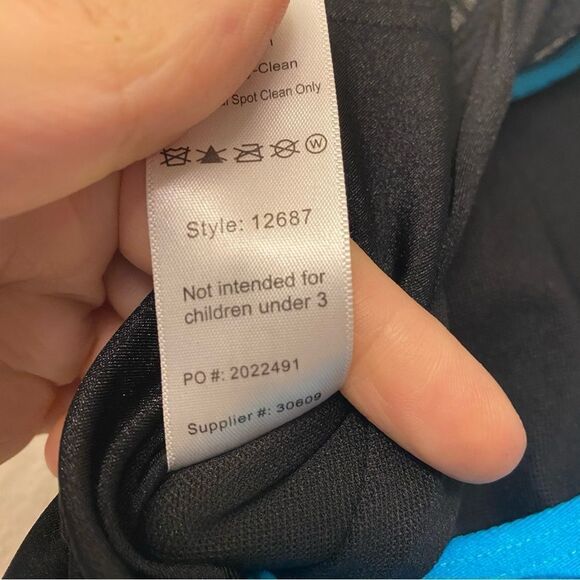 -Clean
Spot Clean Only
W
Style: 12687
Not intended for
children under 3
PO #: 2022491
Supplier #: 30609